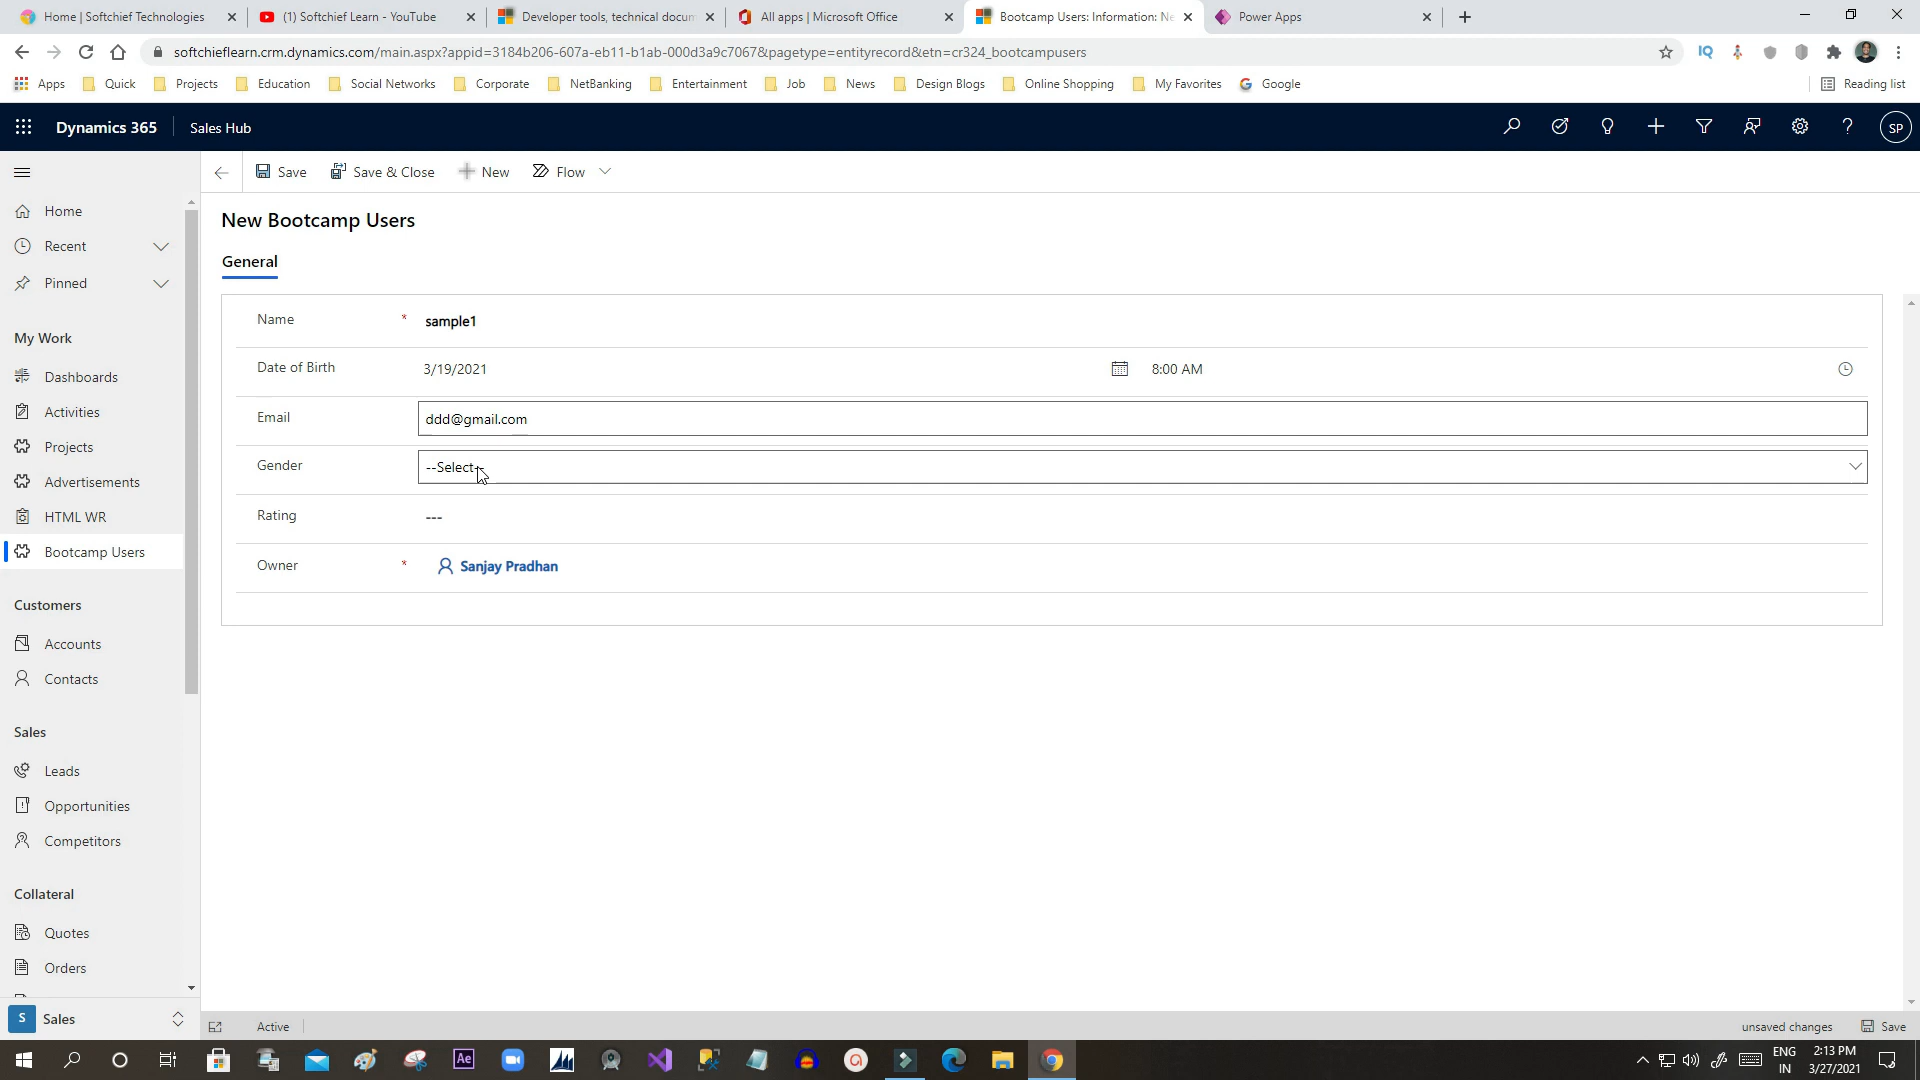 Home | Softchief Technologies
(1) Softchief Learn - YouTube
Developer tools, technical docum
All apps | Microsoft Office
Bootcamp Users: Information: Ne
Power Apps
softchieflearn.crm.dynamics.com/main.aspx?appid=3184b206-607a-eb11-b1ab-000d3a9c7067&pagetype=entityrecord&etn=cr324_bootcampusers
IQ
Apps
Quick
Projects
Education
Social Networks
Corporate
NetBanking
Entertainment
Job
News
Design Blogs
Online Shopping
My Favorites
Google
Reading list
Dynamics 365
Sales Hub
SP
Save
Save & Close
New
Flow
Home
Recent
Pinned
My Work
Dashboards
Activities
Projects
Advertisements
HTML WR
Bootcamp Users
Customers
Accounts
Contacts
Sales
Leads
Opportunities
Competitors
Collateral
Quotes
Orders
S Sales
New Bootcamp Users
General
Name * sample1
Date of Birth 3/19/2021 8:00 AM
Email ddd@gmail.com
Gender --Select--
Rating ---
Owner * Sanjay Pradhan
Active
unsaved changes
Save
Ae
ENG
IN
2:13 PM
3/27/2021